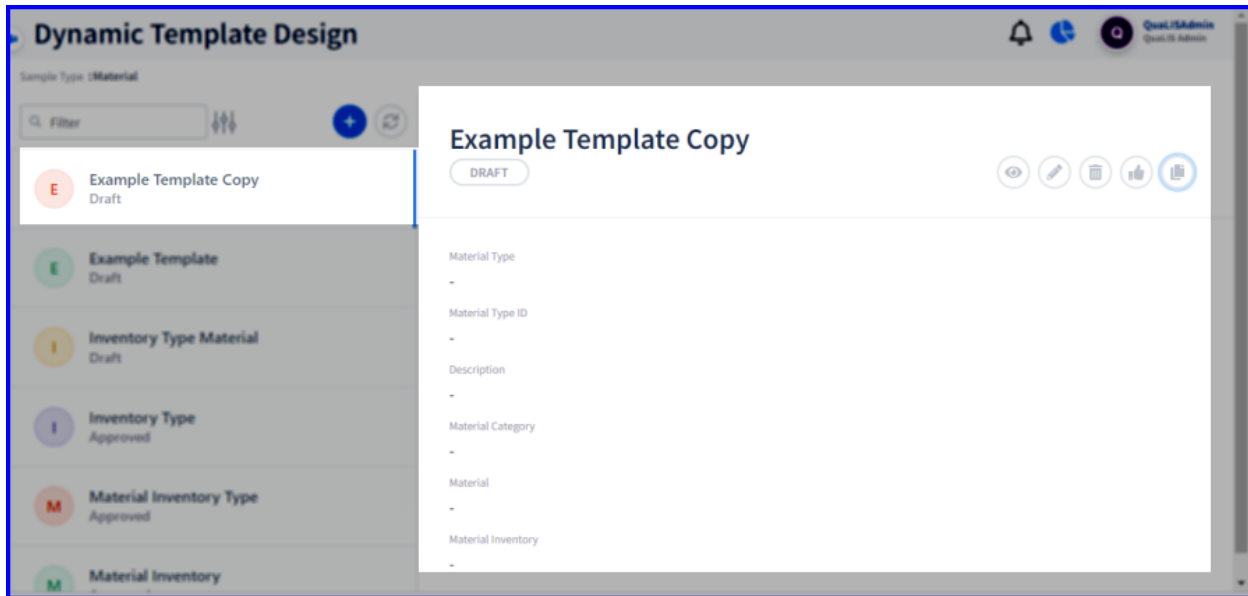 Dynamic Template Design
Q
QuaLISAdmin
QuaLIS Admin
Sample Type :Material
Filter
E
Example Template Copy
Draft
E
Example Template
Draft
I
Inventory Type Material
Draft
I
Inventory Type
Approved
M
Material Inventory Type
Approved
M
Material Inventory
Example Template Copy
DRAFT
Material Type
-
Material Type ID
-
Description
-
Material Category
-
Material
-
Material Inventory
-